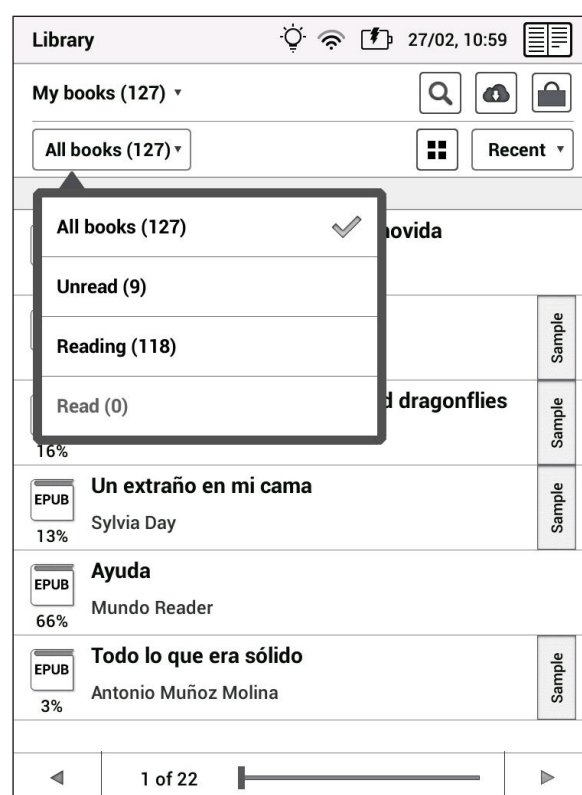 Library
27/02, 10:59
My books (127)
All books (127)
Recent
All books (127)
Unread (9)
Reading (118)
Read (0)
Sample
dragonflies
Sample
16%
EPUB
Un extraño en mi cama
Sylvia Day
13%
Sample
EPUB
Ayuda
Mundo Reader
66%
EPUB
Todo lo que era sólido
Antonio Muñoz Molina
3%
Sample
1 of 22